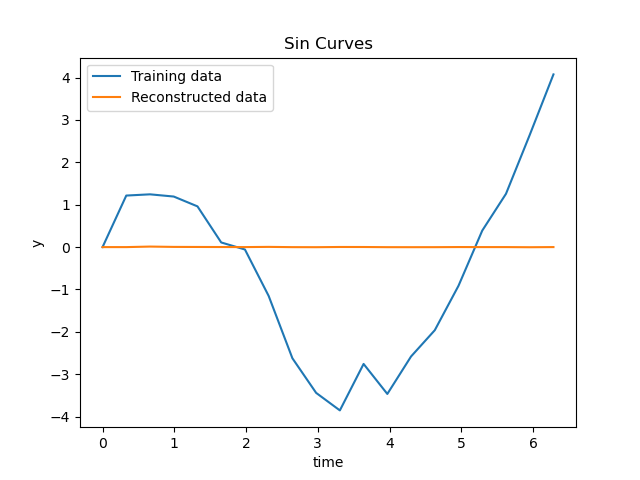 Sin Curves
Training data
Reconstructed data
4
3
2
1
0
−1
−2
−3
−4
y
0 1 2 3 4 5 6
time